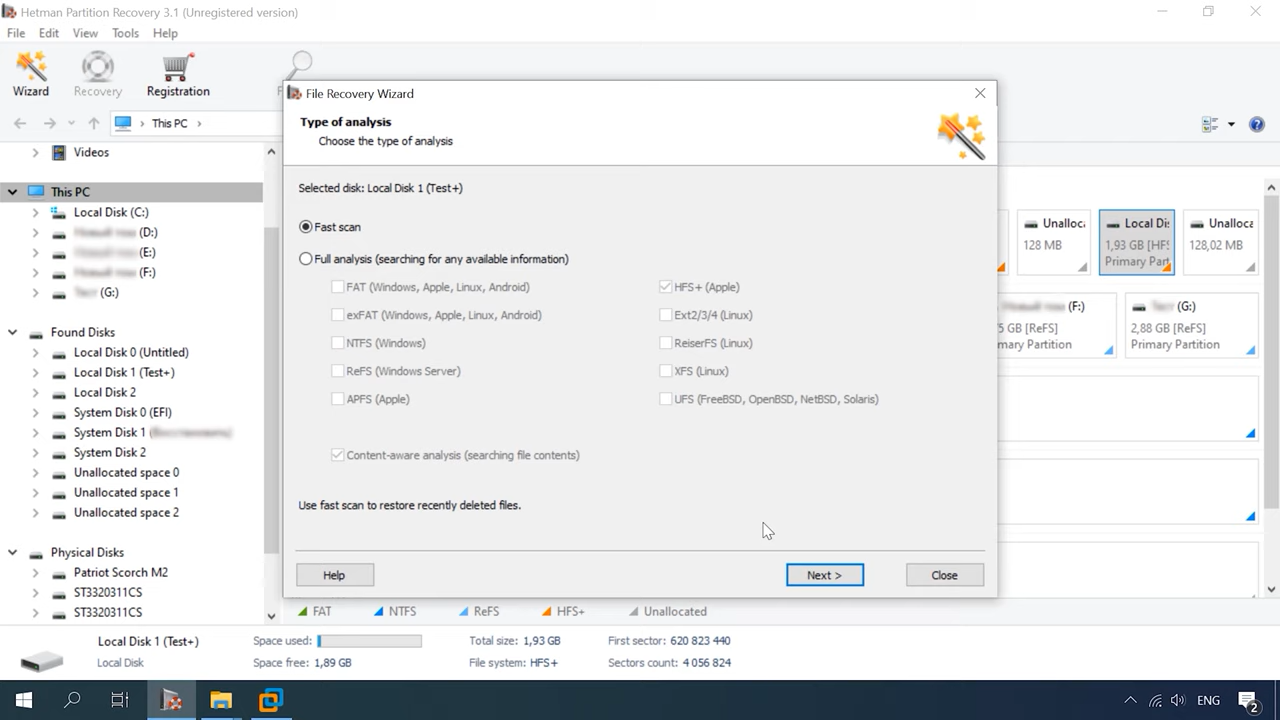 Hetman Partition Recovery 3.1 (Unregistered version)
File Edit View Tools Help
Wizard Recovery Registration
This PC
Videos
This PC
Local Disk (C:)
(D:)
(E:)
(F:)
(G:)
Found Disks
Local Disk 0 (Untitled)
Local Disk 1 (Test+)
Local Disk 2
System Disk 0 (EFI)
System Disk 1
System Disk 2
Unallocated space 0
Unallocated space 1
Unallocated space 2
Physical Disks
Patriot Scorch M2
ST3320311CS
ST3320311CS
File Recovery Wizard
Type of analysis
Choose the type of analysis
Selected disk: Local Disk 1 (Test+)
Fast scan
Full analysis (searching for any available information)
FAT (Windows, Apple, Linux, Android) HFS+ (Apple)
exFAT (Windows, Apple, Linux, Android) Ext2/3/4 (Linux)
NTFS (Windows) ReiserFS (Linux)
ReFS (Windows Server) XFS (Linux)
APFS (Apple) UFS (FreeBSD, OpenBSD, NetBSD, Solaris)
Content-aware analysis (searching file contents)
Use fast scan to restore recently deleted files.
Help Next > Close
Unalloc Local Dis Unalloca
128 MB 1,93 GB [HFS 128,02 MB
Primary Part
(F:) (G:)
5 GB [ReFS] 2,88 GB [ReFS]
imary Partition Primary Partition
FAT NTFS ReFS HFS+ Unallocated
Local Disk 1 (Test+) Space used: Total size: 1,93 GB First sector: 620 823 440
Local Disk Space free: 1,89 GB File system: HFS+ Sectors count: 4 056 824
ENG 2